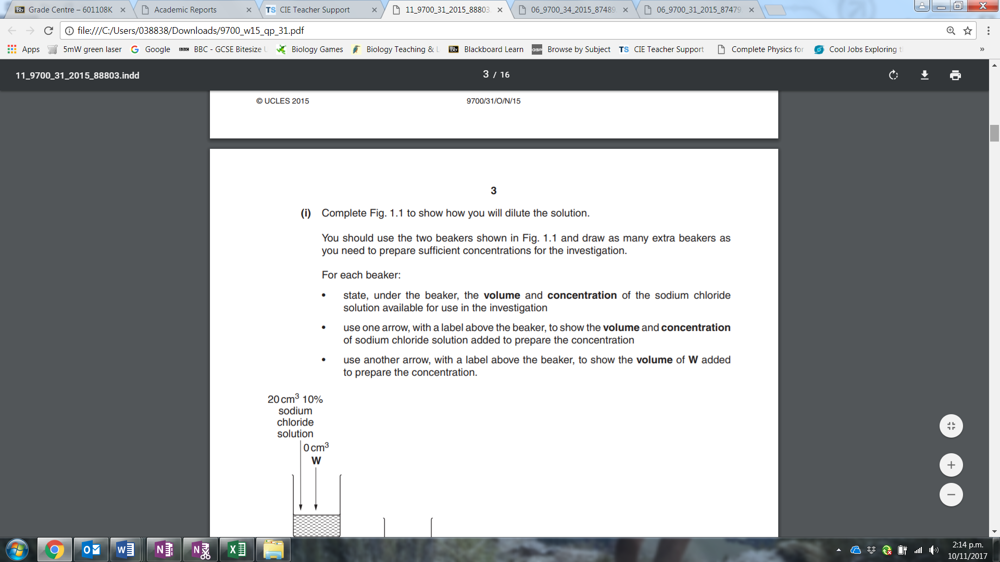 Grade Centre – 601108K
Academic Reports
CIE Teacher Support
11_9700_31_2015_88803.
06_9700_34_2015_87489
06_9700_31_2015_87479
file:///C:/Users/038838/Downloads/9700_w15_qp_31.pdf
Apps
5mW green laser
Google
BBC - GCSE Bitesize
Biology Games
Biology Teaching &
Blackboard Learn
Browse by Subject
CIE Teacher Support
Complete Physics for
Cool Jobs Exploring
11_9700_31_2015_88803.indd
3 / 16
© UCLES 2015
9700/31/O/N/15
3
(i) Complete Fig. 1.1 to show how you will dilute the solution.
You should use the two beakers shown in Fig. 1.1 and draw as many extra beakers as
you need to prepare sufficient concentrations for the investigation.
For each beaker:
• state, under the beaker, the volume and concentration of the sodium chloride
solution available for use in the investigation
• use one arrow, with a label above the beaker, to show the volume and concentration
of sodium chloride solution added to prepare the concentration
• use another arrow, with a label above the beaker, to show the volume of W added
to prepare the concentration.
20 cm³ 10%
sodium
chloride
solution
0 cm³
W
2:14 p.m.
10/11/2017